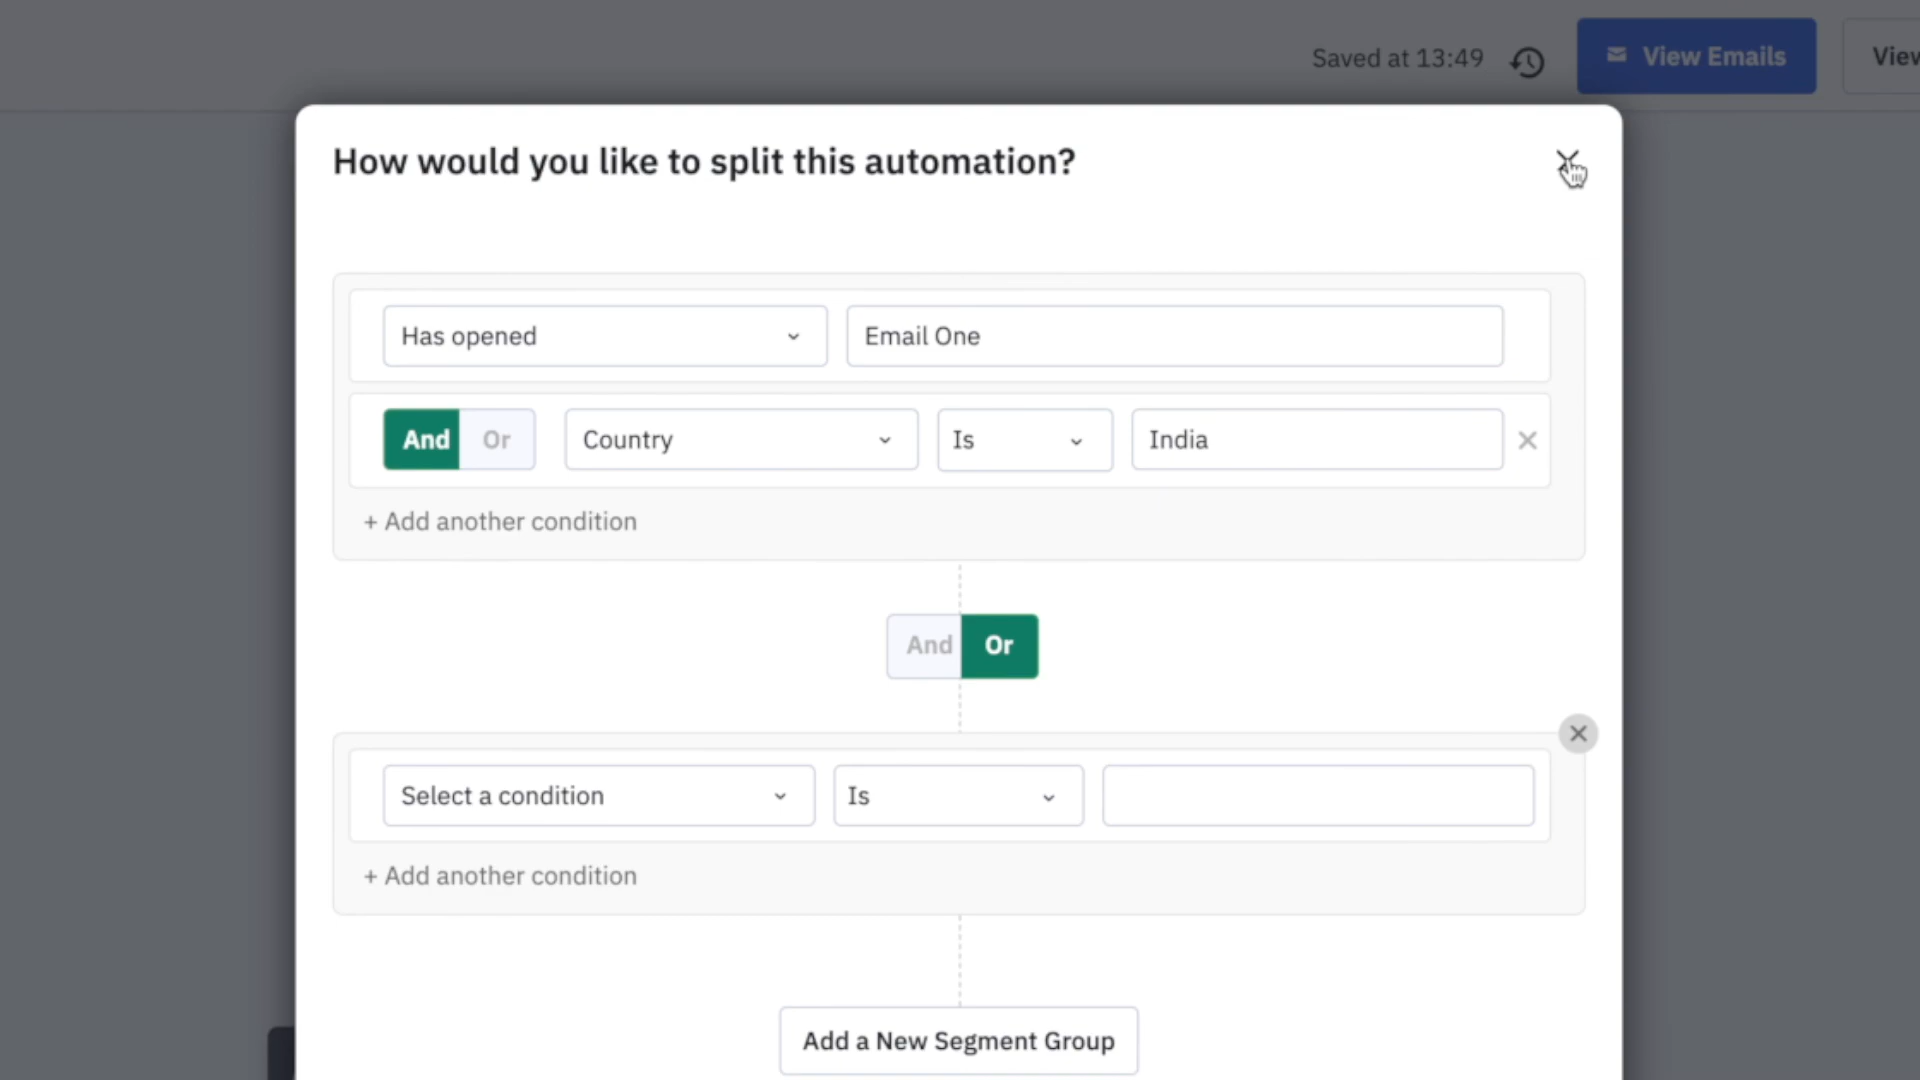 Saved at 13:49
View Emails
View
How would you like to split this automation?
Has opened
Email One
And
Or
Country
Is
India
+ Add another condition
And
Or
Select a condition
Is
+ Add another condition
Add a New Segment Group